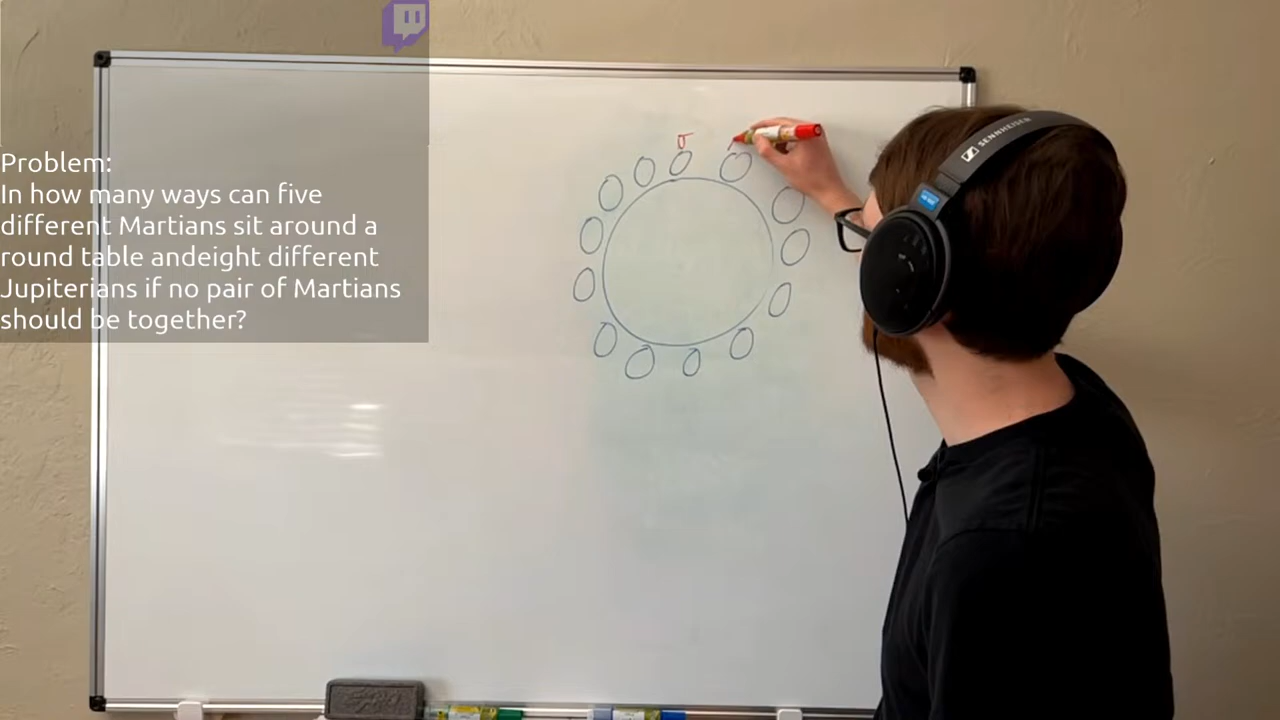 Problem:
In how many ways can five
different Martians sit around a
round table andeight different
Jupiterians if no pair of Martians
should be together?
SENNHEISER